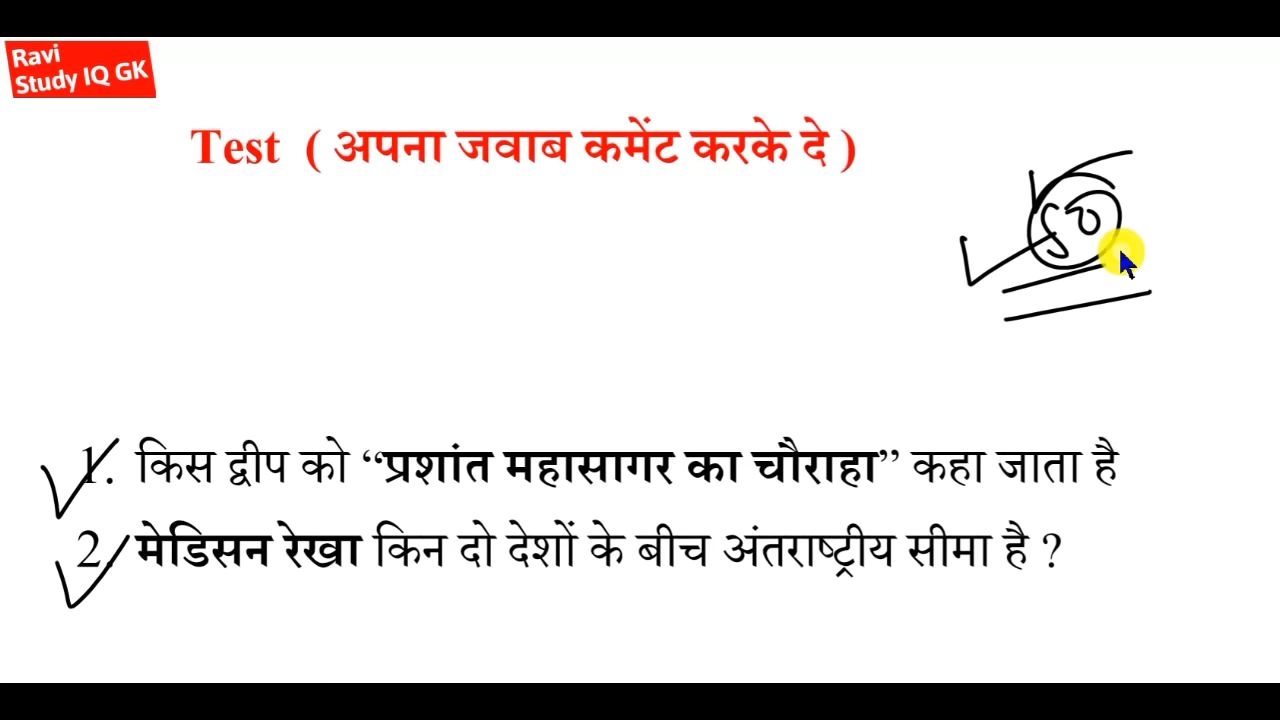 Ravi
Study IQ GK
Test ( अपना जवाब कमेंट करके दे )
1. किस द्वीप को “प्रशांत महासागर का चौराहा” कहा जाता है
2. मेडिसन रेखा किन दो देशों के बीच अंतराष्ट्रीय सीमा है ?